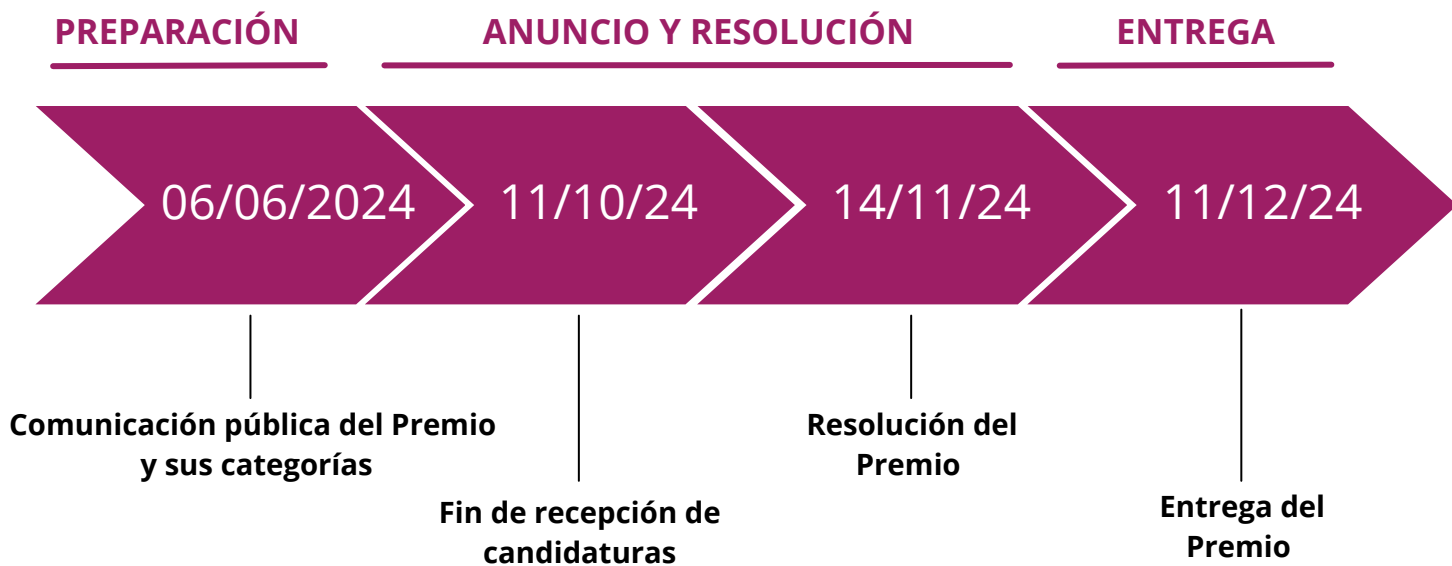 PREPARACIÓN
ANUNCIO Y RESOLUCIÓN
ENTREGA
06/06/2024
11/10/24
14/11/24
11/12/24
Comunicación pública del Premio
y sus categorías
Fin de recepción de
candidaturas
Resolución del
Premio
Entrega del
Premio